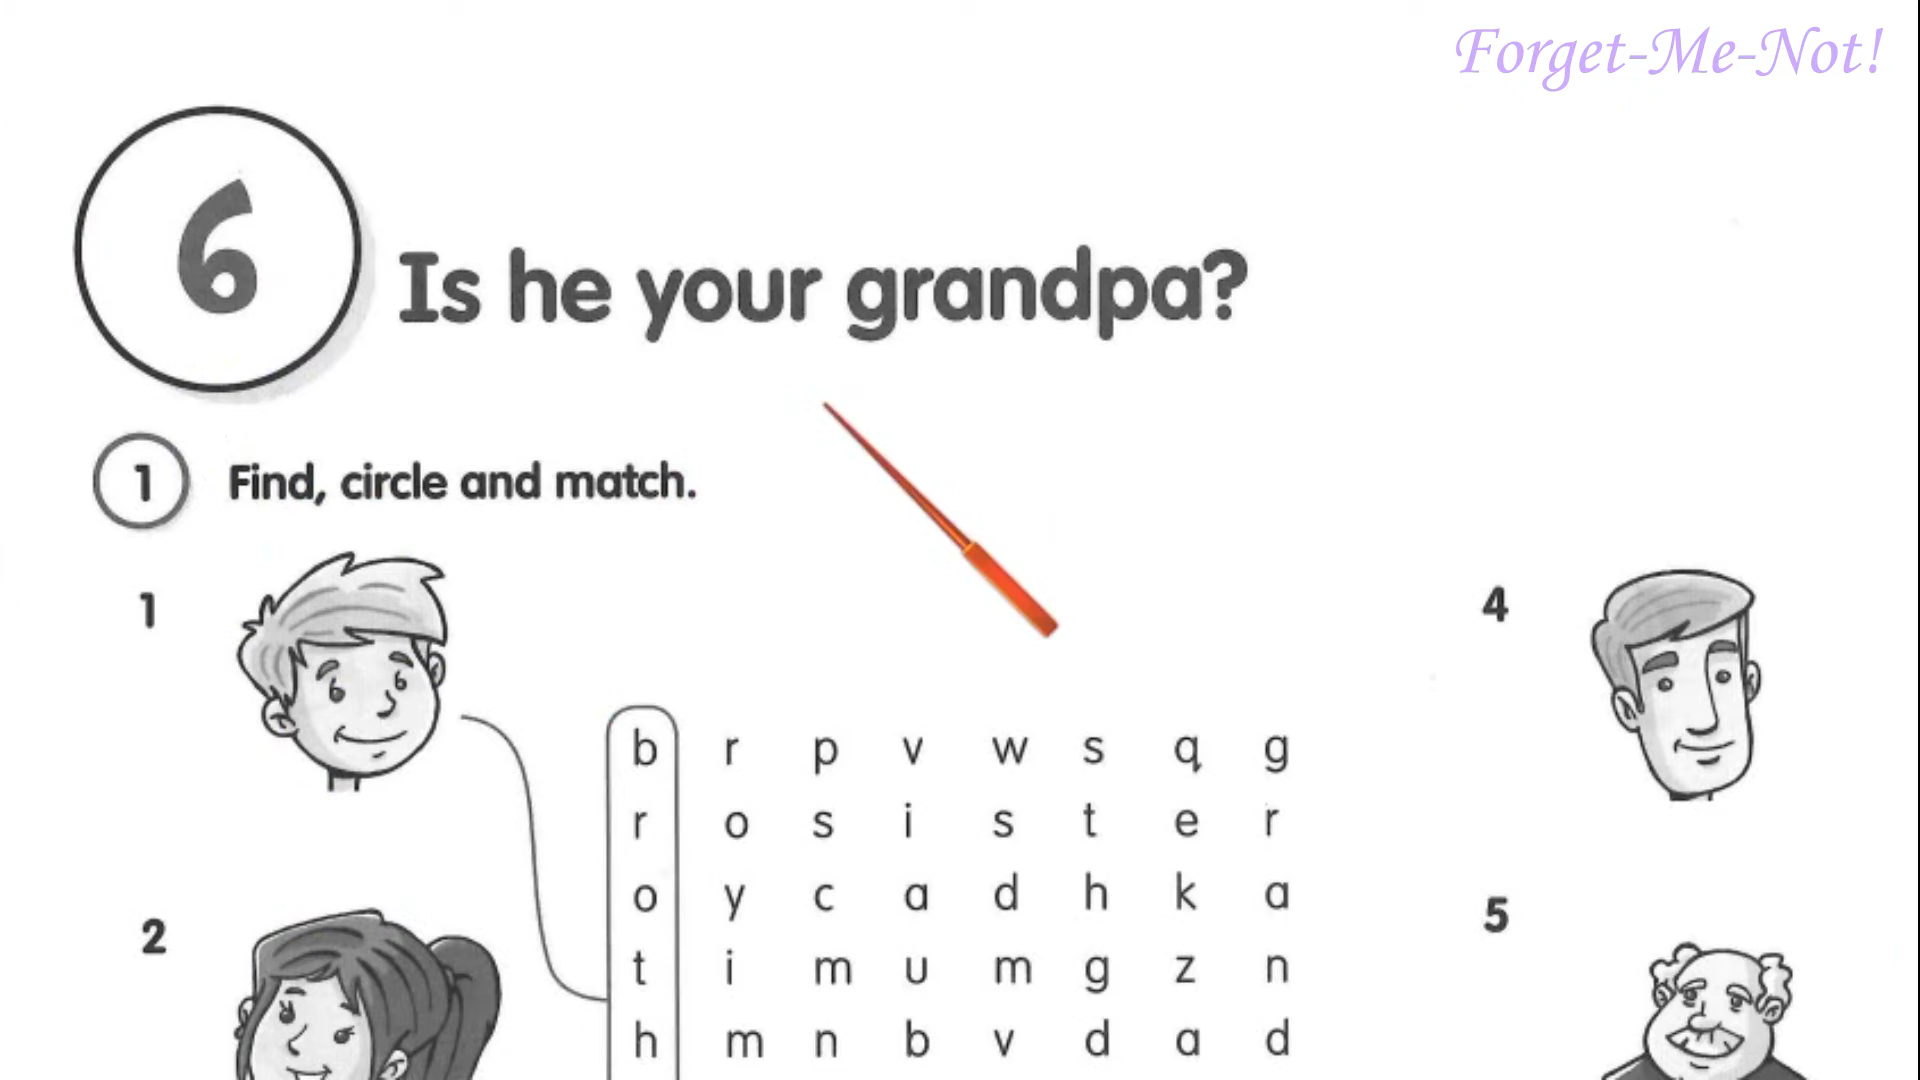 Forget-Me-Not!
6
Is he your grandpa?
1 Find, circle and match.
1
4
b r p v w s q g
r o s i s t e r
o y c a d h k a
2
5
t i m u m g z n
h m n b v d a d